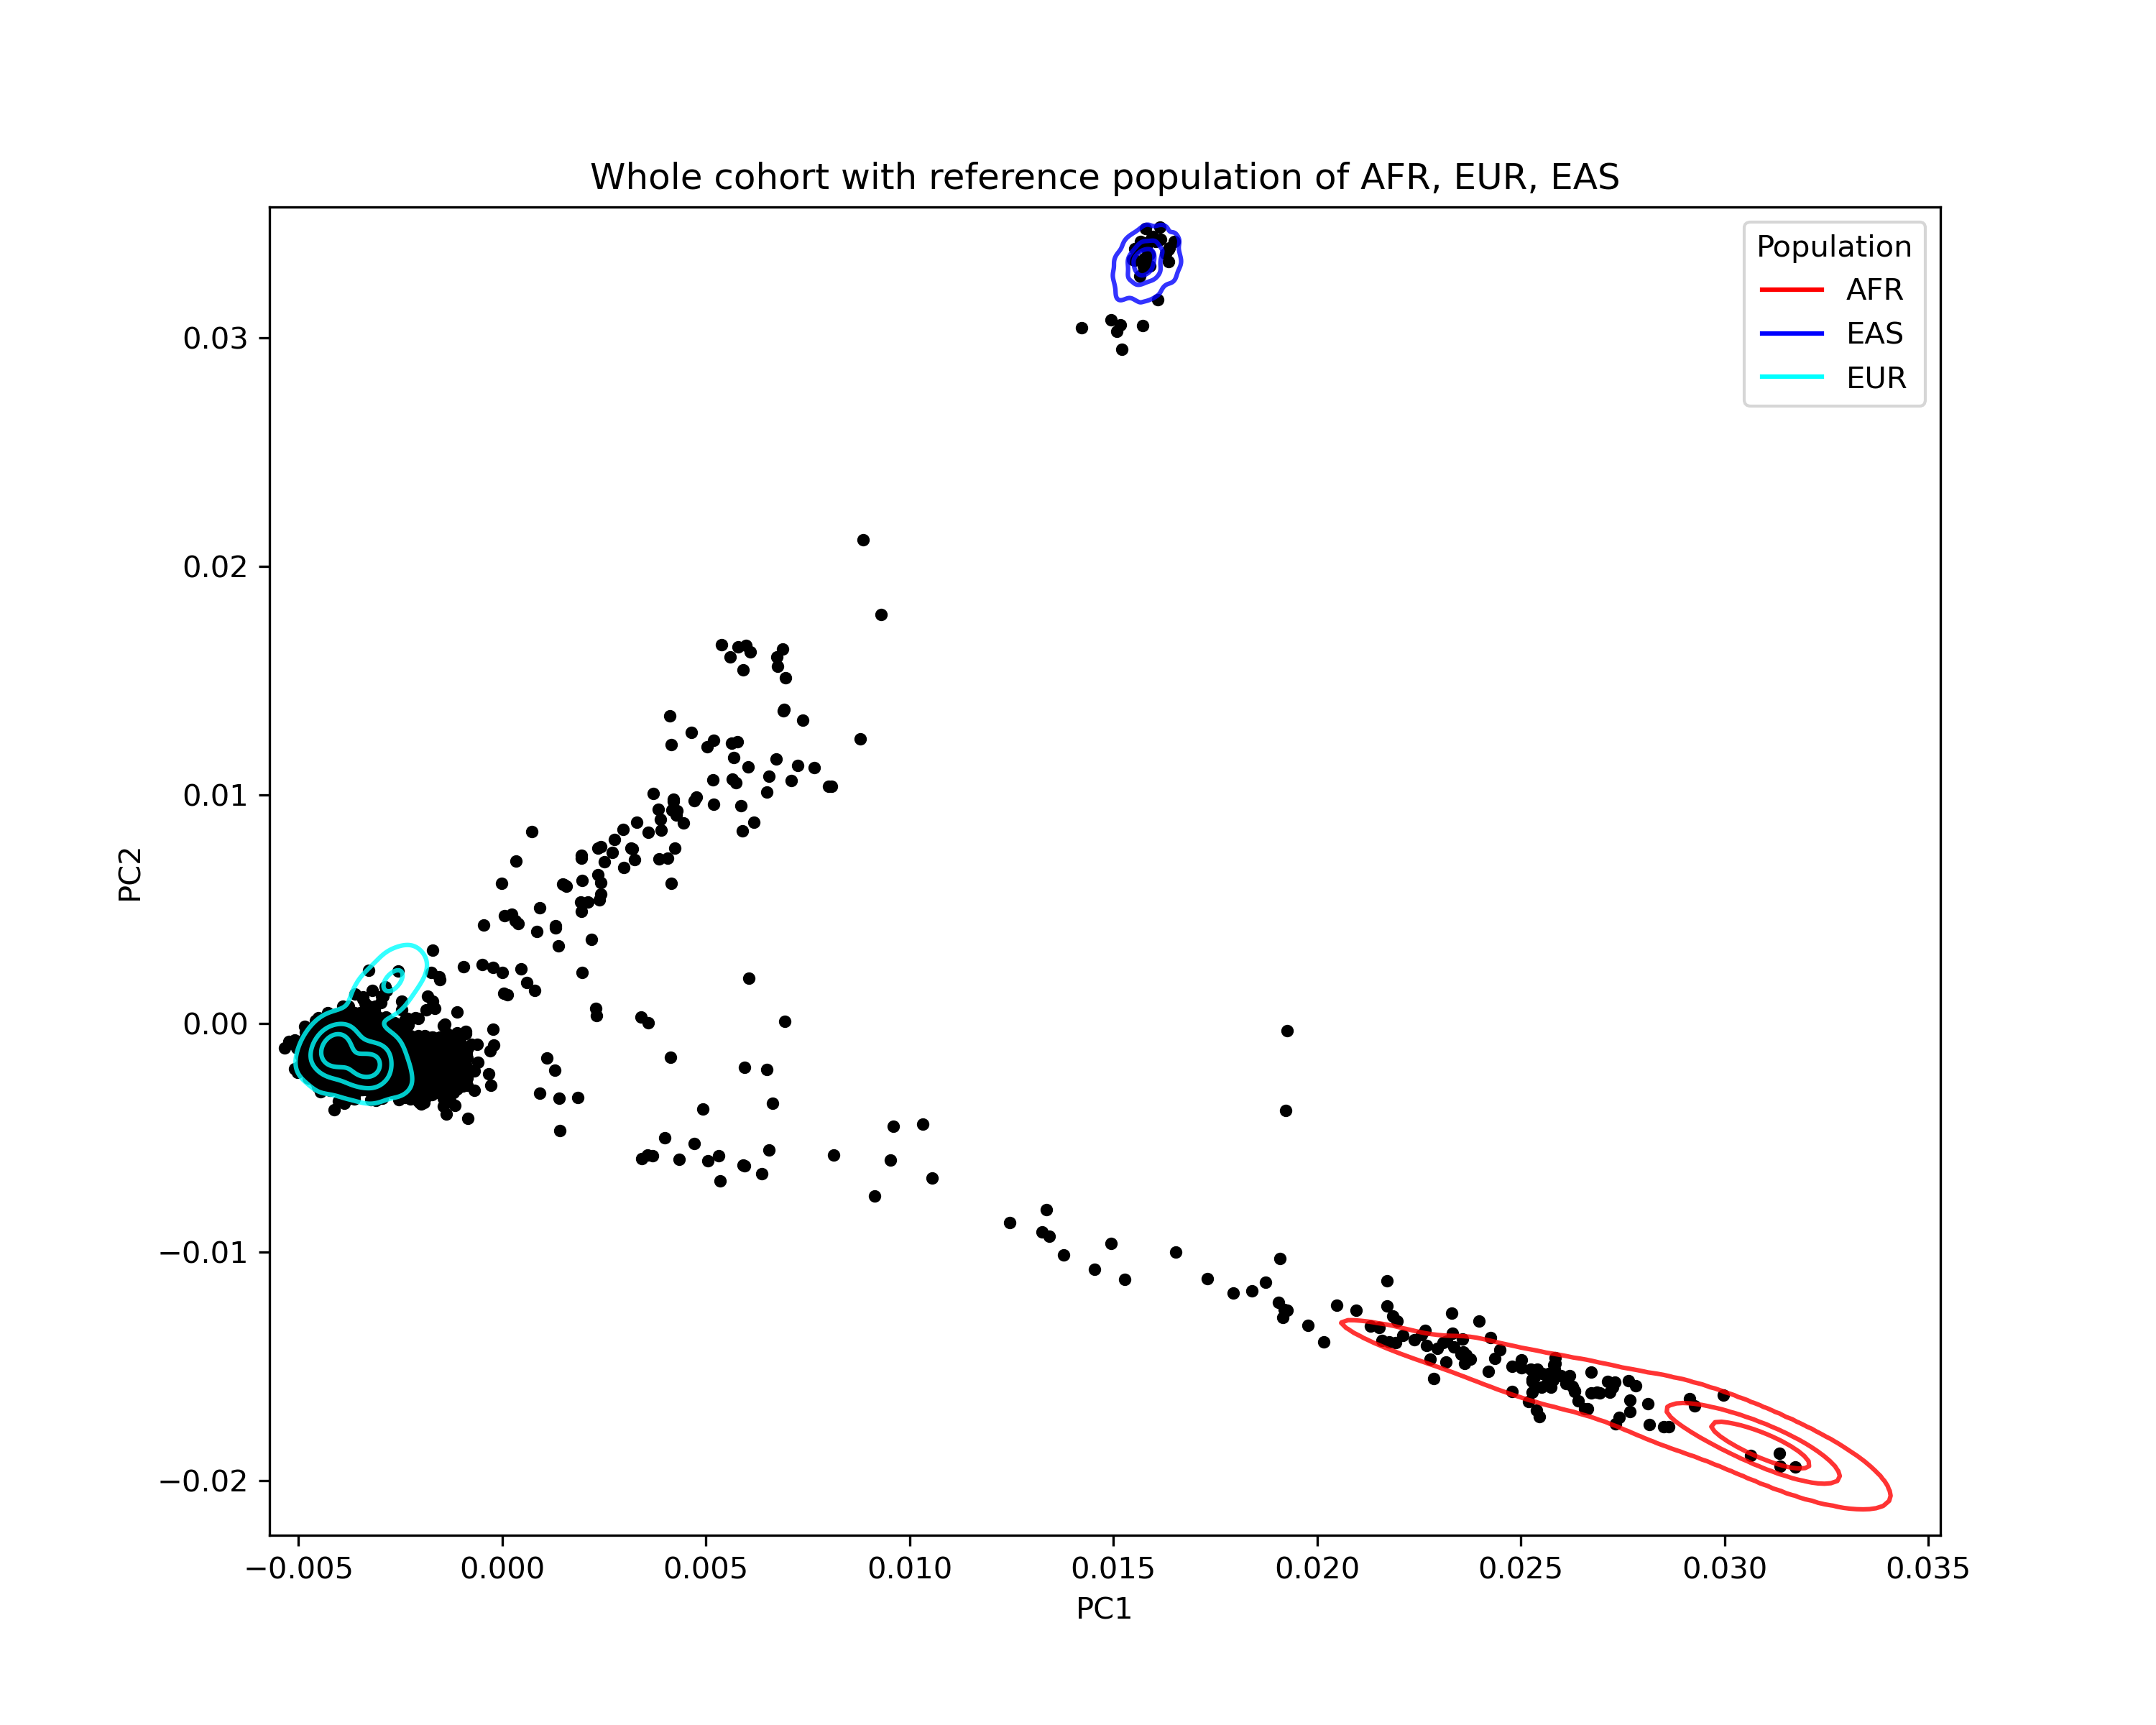 Whole cohort with reference population of AFR, EUR, EAS
Population
AFR
EAS
EUR
0.03
0.02
0.01
0.00
−0.01
−0.02
PC2
−0.005
0.000
0.005
0.010
0.015
0.020
0.025
0.030
0.035
PC1